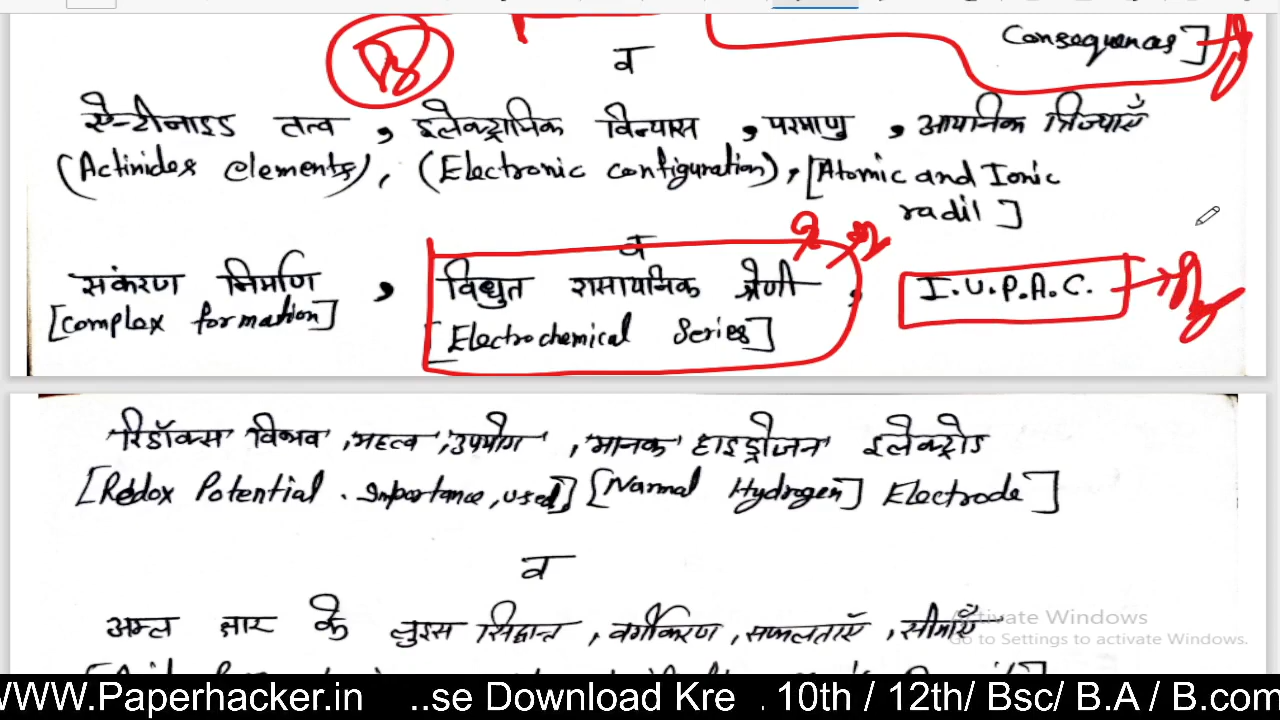 Consequences]
व
ऐन्टीनाइड तत्व , इलेक्ट्रानिक विन्यास , परमाणु , आयनिक त्रिज्याएँ
(Actinides elements), (Electronic configuration), [Atomic and Ionic
radil]
व
संकरण निर्माण , विधुत रासायनिक श्रेणी , I.U.P.A.C.
[Complex formation] [Electrochemical Series]
रिडॉक्स विभव , महत्व , उपयोग , मानक हाइड्रोजन इलेक्ट्रोड
[Redox Potential . Importance, used] [Normal Hydrogen] Electrode]
व
अम्ल क्षार के लुइस सिद्धान्त , वर्गीकरण , सफलताएँ , सीमाएँ
Activate Windows
Go to Settings to activate Windows.
WWW.Paperhacker.in ..se Download Kre . 10th / 12th/ Bsc/ B.A / B.com